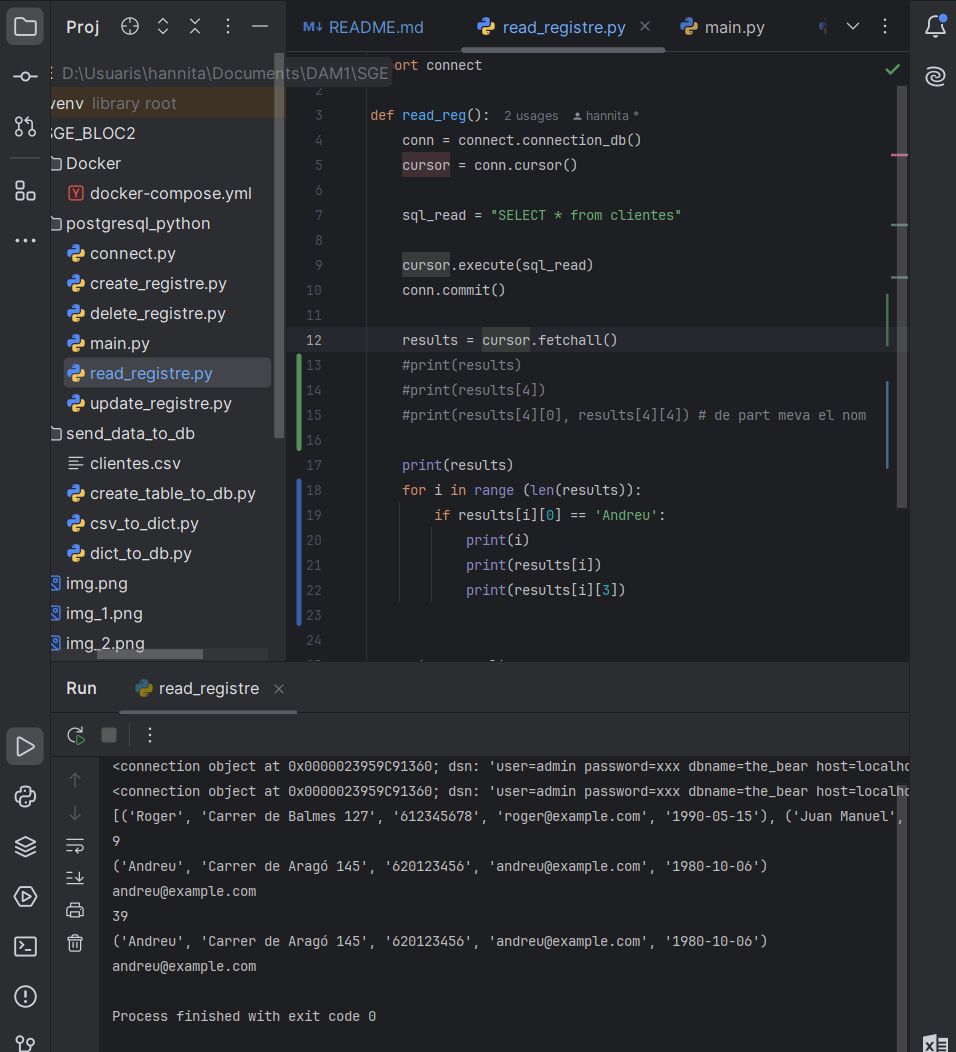 Proj
README.md
read_registre.py
main.py
D:\Usuaris\hannita\Documents\DAM1\SGE
venv library root
SGE_BLOC2
Docker
docker-compose.yml
postgresql_python
connect.py
create_registre.py
delete_registre.py
main.py
read_registre.py
update_registre.py
send_data_to_db
clientes.csv
create_table_to_db.py
csv_to_dict.py
dict_to_db.py
img.png
img_1.png
img_2.png
ort connect
2
3 def read_reg(): 2 usages hannita *
4 conn = connect.connection_db()
5 cursor = conn.cursor()
6
7 sql_read = "SELECT * from clientes"
8
9 cursor.execute(sql_read)
10 conn.commit()
11
12 results = cursor.fetchall()
13 #print(results)
14 #print(results[4])
15 #print(results[4][0], results[4][4]) # de part meva el nom
16
17 print(results)
18 for i in range (len(results)):
19 if results[i][0] == 'Andreu':
20 print(i)
21 print(results[i])
22 print(results[i][3])
23
24
Run read_registre
<connection object at 0x0000023959C91360; dsn: 'user=admin password=xxx dbname=the_bear host=localho
<connection object at 0x0000023959C91360; dsn: 'user=admin password=xxx dbname=the_bear host=localho
[('Roger', 'Carrer de Balmes 127', '612345678', 'roger@example.com', '1990-05-15'), ('Juan Manuel',
9
('Andreu', 'Carrer de Aragó 145', '620123456', 'andreu@example.com', '1980-10-06')
andreu@example.com
39
('Andreu', 'Carrer de Aragó 145', '620123456', 'andreu@example.com', '1980-10-06')
andreu@example.com
Process finished with exit code 0